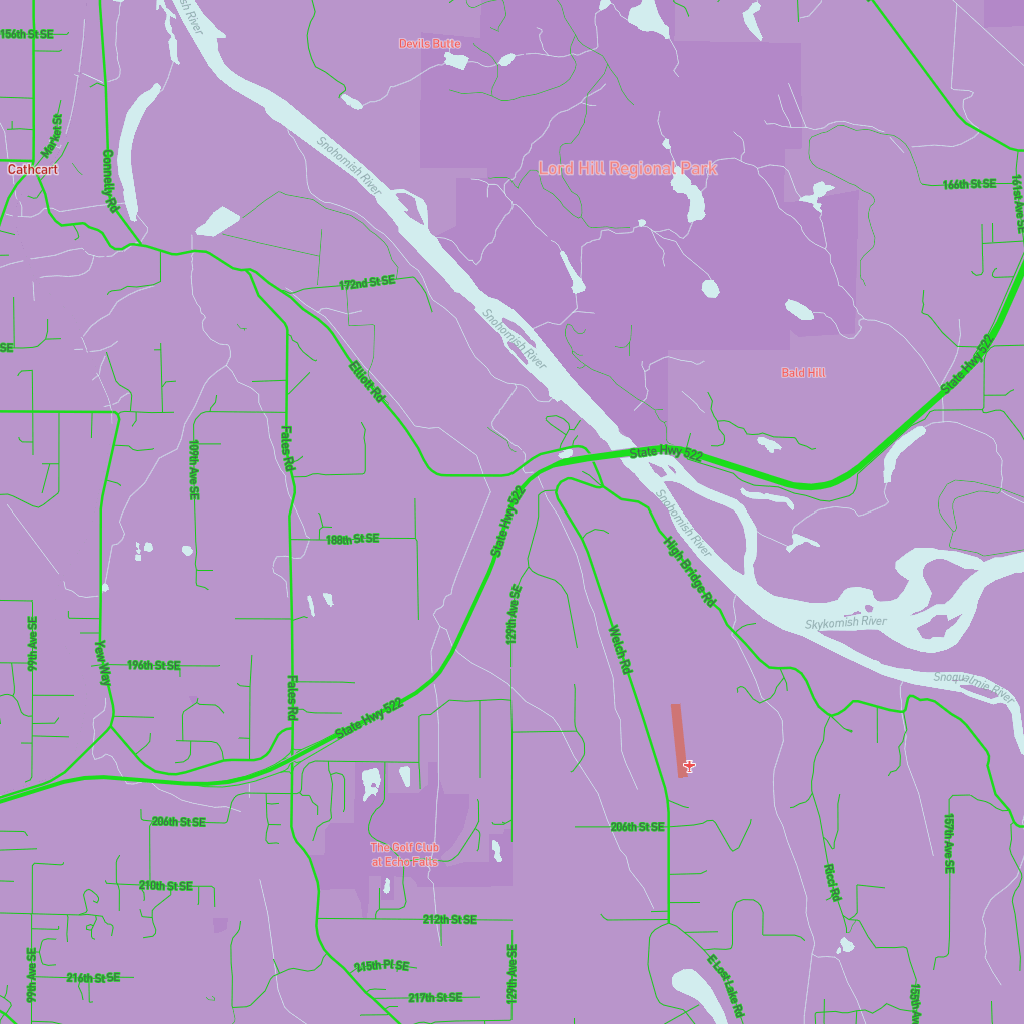 Snohomish River
156th St SE
Devils Butte
Market St
Cathcart
Connelly Rd
Snohomish River
Lord Hill Regional Park
166th St SE
161st Ave SE
172nd St SE
Snohomish River
SE
Elliott Rd
Bald Hill
State Hwy 522
109th Ave SE
Fales Rd
State Hwy 522
State Hwy 522
Snohomish River
188th St SE
High Bridge Rd
129th Ave SE
Skykomish River
99th Ave SE
Yew Way
196th St SE
Welch Rd
Fales Rd
State Hwy 522
Snoqualmie River
206th St SE
206th St SE
157th Ave SE
The Golf Club
at Echo Falls
210th St SE
Ricci Rd
212th St SE
99th Ave SE
216th St SE
215th Pl SE
217th St SE
129th Ave SE
E Lost Lake Rd
155th Av